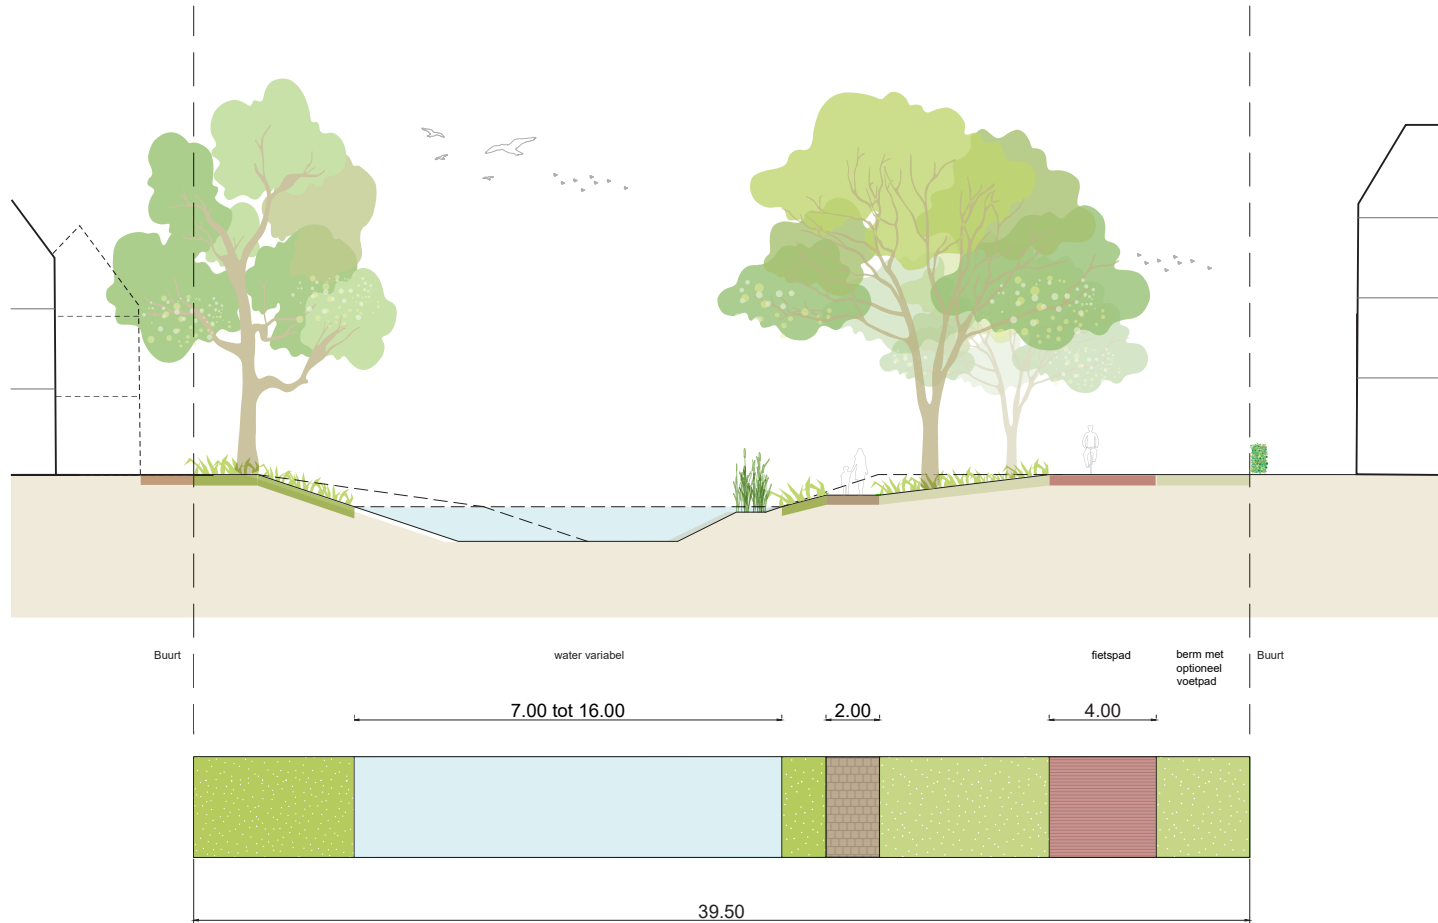 Buurt
water variabel
fietspad
berm met
optioneel
voetpad
Buurt
7.00 tot 16.00
2.00
4.00
39.50